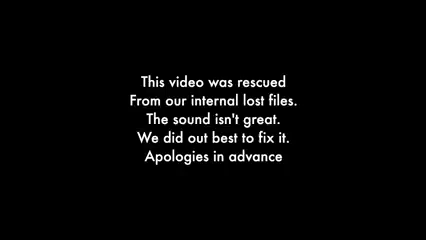 This video was rescued
From our internal lost files.
The sound isn't great.
We did out best to fix it.
Apologies in advance